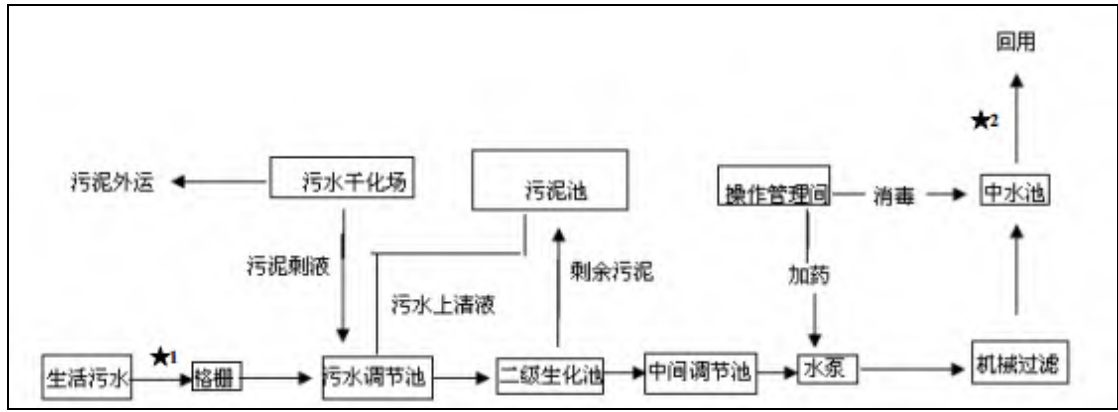 回用
★2
污泥外运
污水干化场
污泥池
操作管理间
消毒
中水池
污泥剩液
污水上清液
剩余污泥
加药
生活污水
★1
格栅
污水调节池
二级生化池
中间调节池
水泵
机械过滤